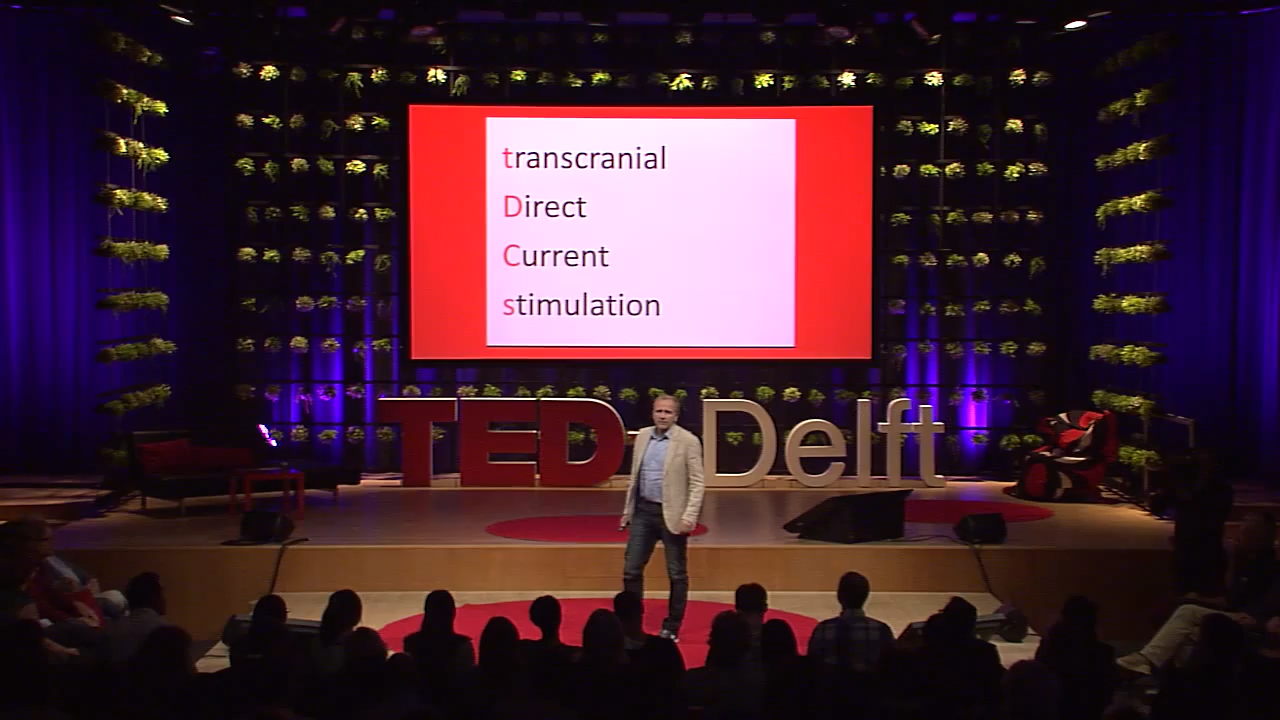 transcranial
Direct
Current
stimulation
TEDxDelft